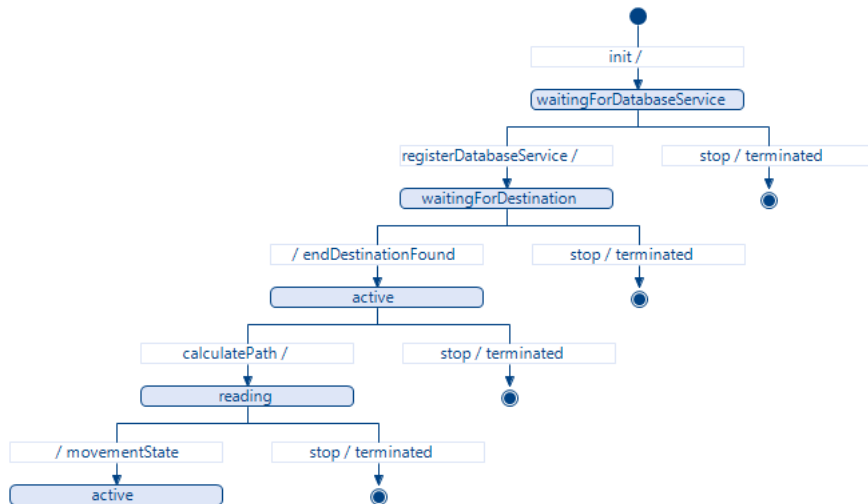 init /
waitingForDatabaseService
registerDatabaseService /
stop / terminated
waitingForDestination
/ endDestinationFound
stop / terminated
active
calculatePath /
stop / terminated
reading
/ movementState
stop / terminated
active